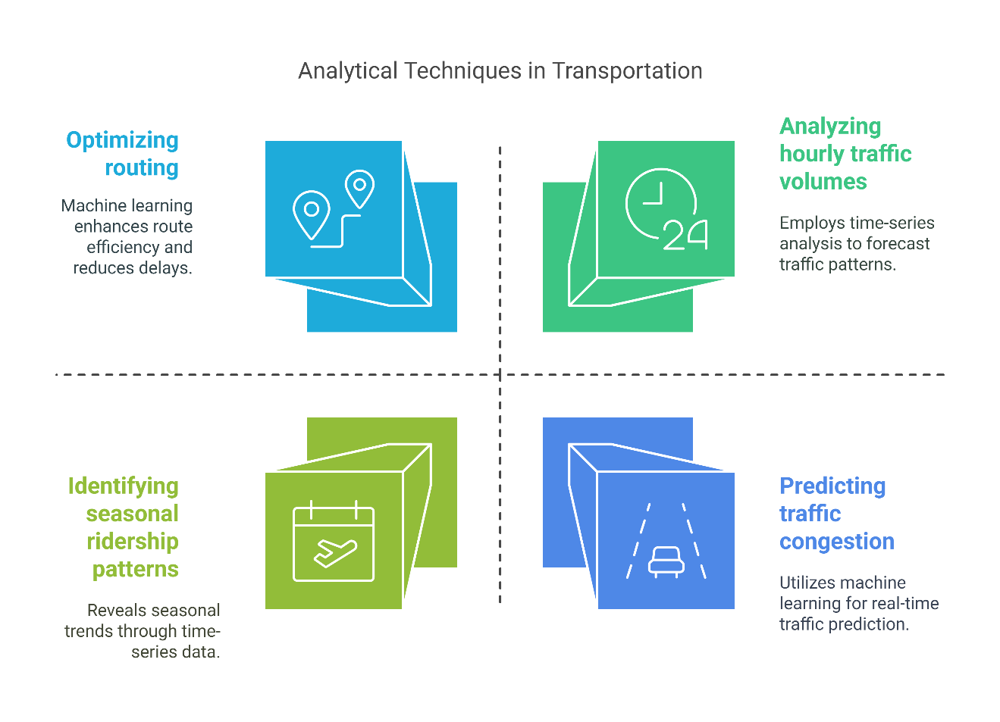 Analytical Techniques in Transportation
Optimizing
routing
Machine learning
enhances route
efficiency and
reduces delays.
Analyzing
hourly traffic
volumes
Employs time-series
analysis to forecast
traffic patterns.
24
Identifying
seasonal
ridership
patterns
Reveals seasonal
trends through time-
series data.
Predicting
traffic
congestion
Utilizes machine
learning for real-time
traffic prediction.